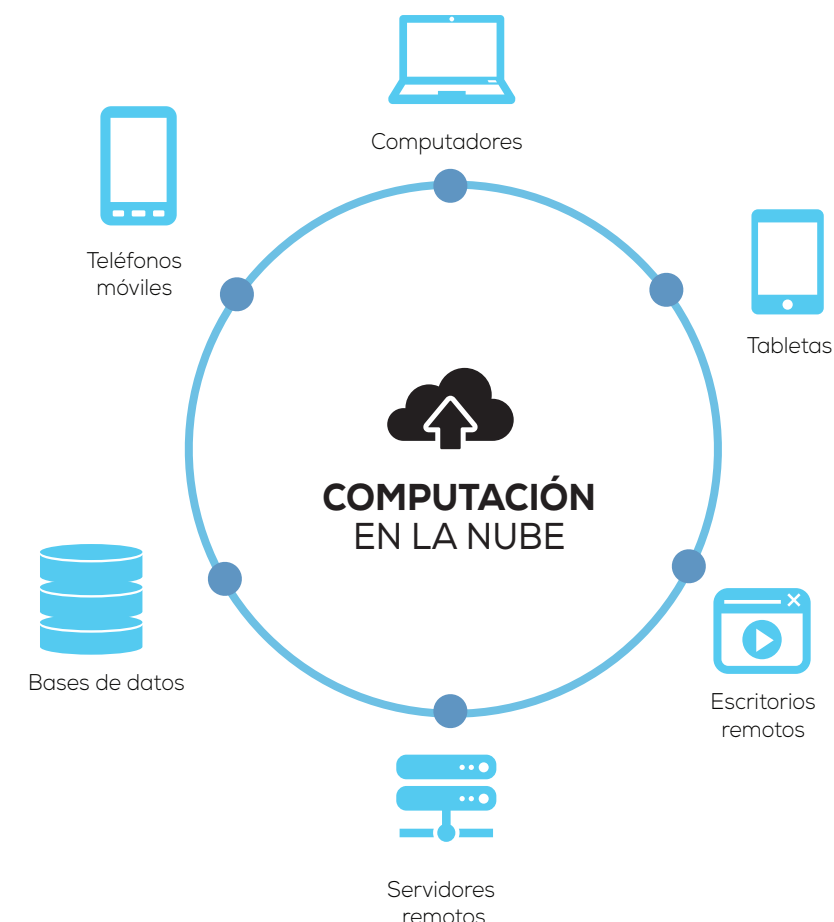 Computadores
Teléfonos
móviles
Tabletas
COMPUTACIÓN
EN LA NUBE
Bases de datos
Escritorios
remotos
Servidores
remotos